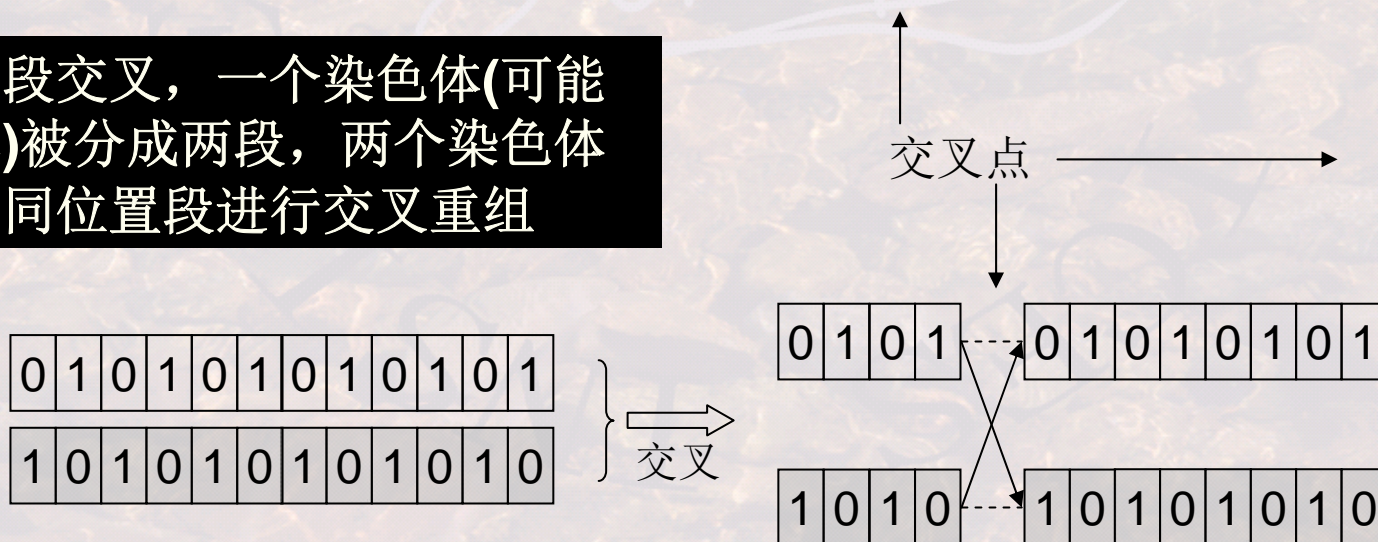 段交叉，一个染色体(可能
)被分成两段，两个染色体
同位置段进行交叉重组
交叉点
0 1 0 1 0 1 0 1 0 1 0 1
1 0 1 0 1 0 1 0 1 0 1 0
交叉
0 1 0 1 0 1 0 1 0 1 0 1
1 0 1 0 1 0 1 0 1 0 1 0